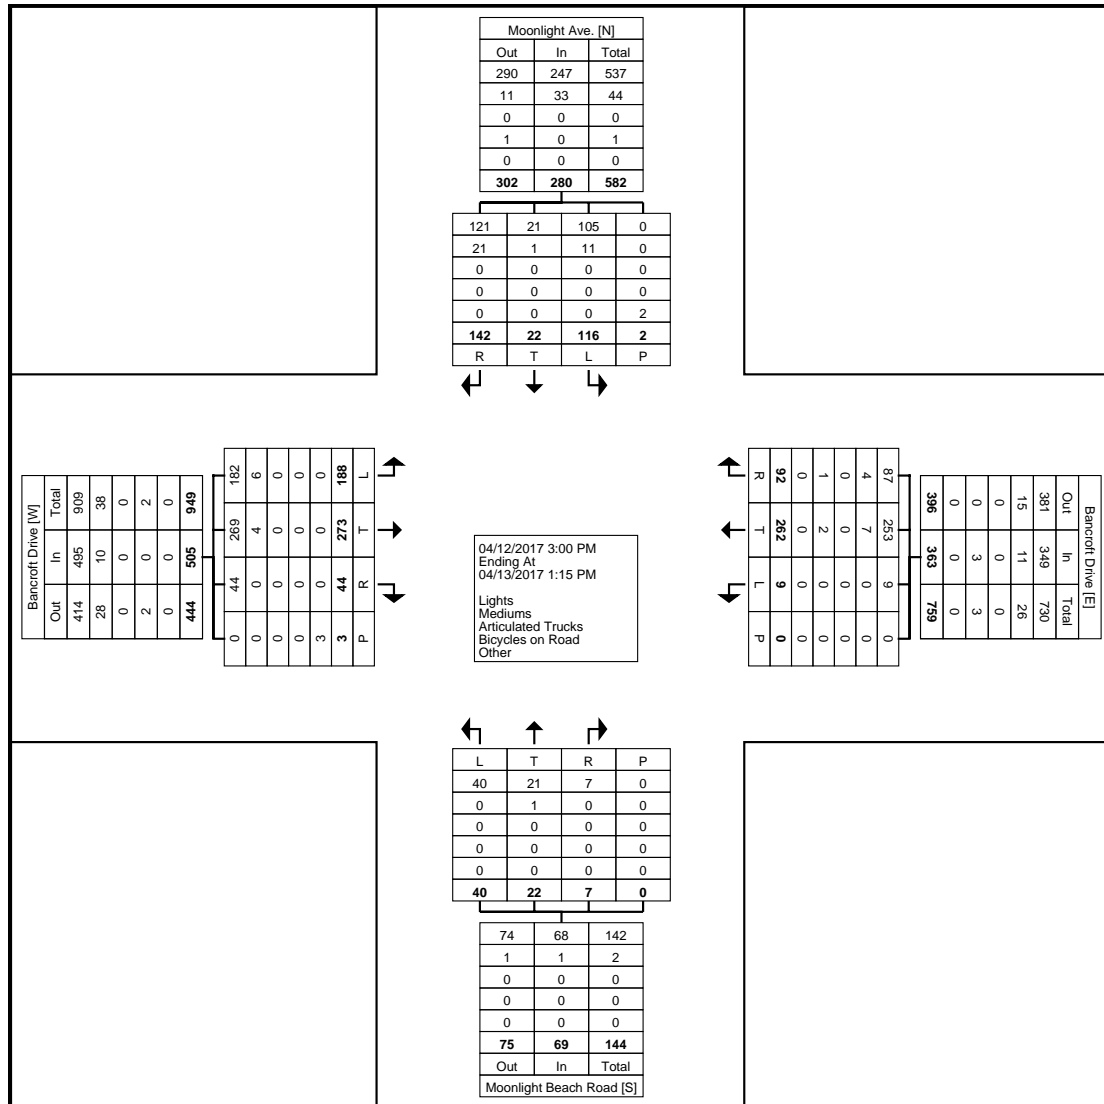 Moonlight Ave. [N]
Out In Total
290 247 537
11 33 44
0 0 0
1 0 1
0 0 0
302 280 582
121 21 105 0
21 1 11 0
0 0 0 0
0 0 0 0
0 0 0 2
142 22 116 2
R T L P
Bancroft Drive [W]
Total In Out
909 495 414
38 10 28
0 0 0
2 0 2
0 0 0
949 505 444
182 6 0 0 0 188 L
269 4 0 0 0 273 T
44 0 0 0 0 44 R
0 0 0 0 3 3 P
04/12/2017 3:00 PM
Ending At
04/13/2017 1:15 PM
Lights
Mediums
Articulated Trucks
Bicycles on Road
Other
R 92 0 1 0 4 87
T 262 0 2 0 7 253
L 9 0 0 0 0 9
P 0 0 0 0 0 0
Bancroft Drive [E]
Out In Total
381 349 730
15 11 26
0 0 0
0 3 3
0 0 0
396 363 759
L T R P
40 21 7 0
0 1 0 0
0 0 0 0
0 0 0 0
0 0 0 0
40 22 7 0
74 68 142
1 1 2
0 0 0
0 0 0
0 0 0
75 69 144
Out In Total
Moonlight Beach Road [S]